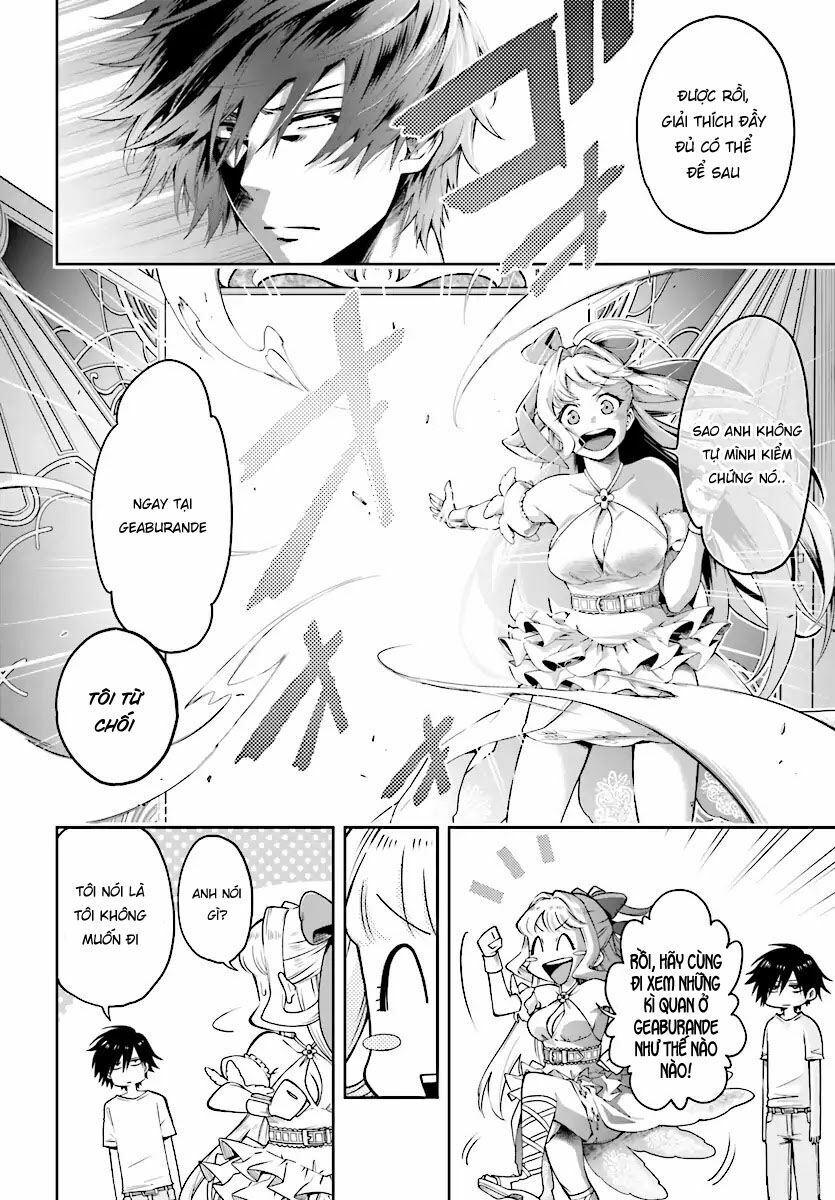 ĐƯỢC RỒI,
GIẢI THÍCH ĐẦY
ĐỦ CÓ THỂ
ĐỂ SAU
SAO ANH KHÔNG
TỰ MÌNH KIỂM
CHỨNG NÓ..
NGAY TẠI
GEABURANDE
TÔI TỪ
CHỐI
RỒI, HÃY CÙNG
ĐI XEM NHỮNG
KÌ QUAN Ở
GEABURANDE
NHƯ THẾ NÀO
NÀO!
ANH NÓI
GÌ?
TÔI NÓI LÀ
TÔI KHÔNG
MUỐN ĐI